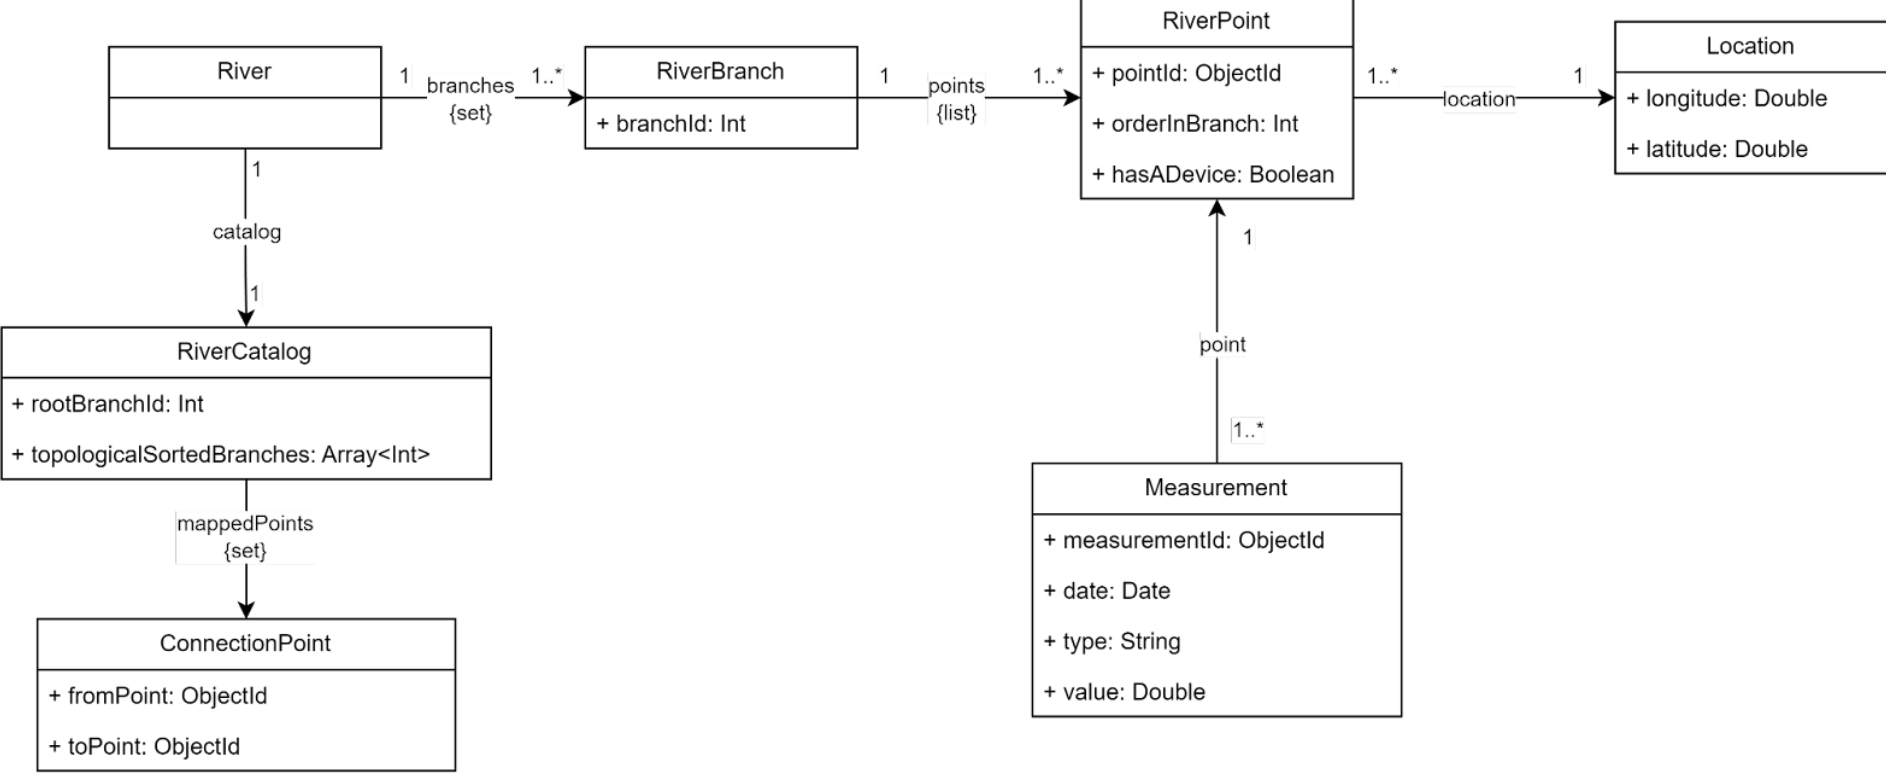 River
1
branches
{set}
1..*
RiverBranch
+ branchId: Int
1
points
{list}
1..*
RiverPoint
+ pointId: ObjectId
+ orderInBranch: Int
+ hasADevice: Boolean
1..*
location
1
Location
+ longitude: Double
+ latitude: Double
1
catalog
1
RiverCatalog
+ rootBranchId: Int
+ topologicalSortedBranches: Array<Int>
mappedPoints
{set}
ConnectionPoint
+ fromPoint: ObjectId
+ toPoint: ObjectId
1
point
1..*
Measurement
+ measurementId: ObjectId
+ date: Date
+ type: String
+ value: Double